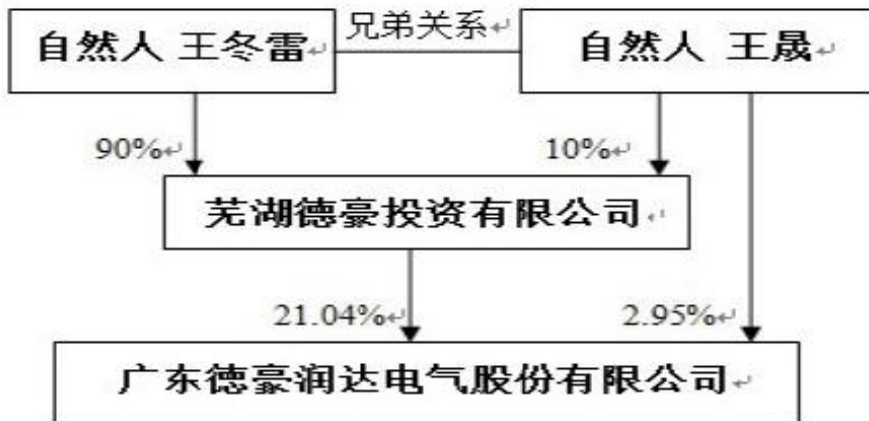 兄弟关系
自然人 王冬雷
自然人 王晟
90%
10%
芜湖德豪投资有限公司
21.04%
2.95%
广东德豪润达电气股份有限公司